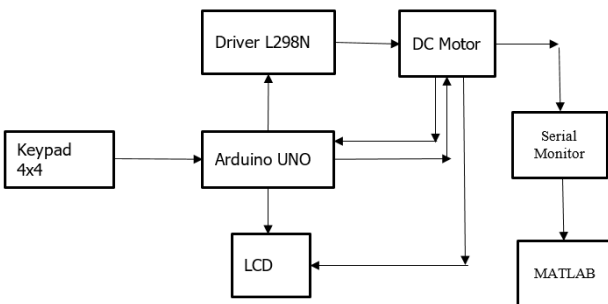 Driver L298N
DC Motor
Keypad
4x4
Arduino UNO
Serial
Monitor
LCD
MATLAB